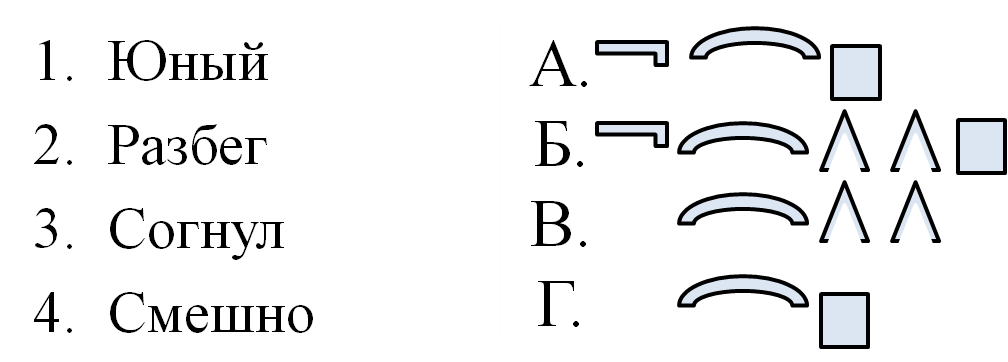 1. Юный А.
2. Разбег Б.
3. Согнул В.
4. Смешно Г.